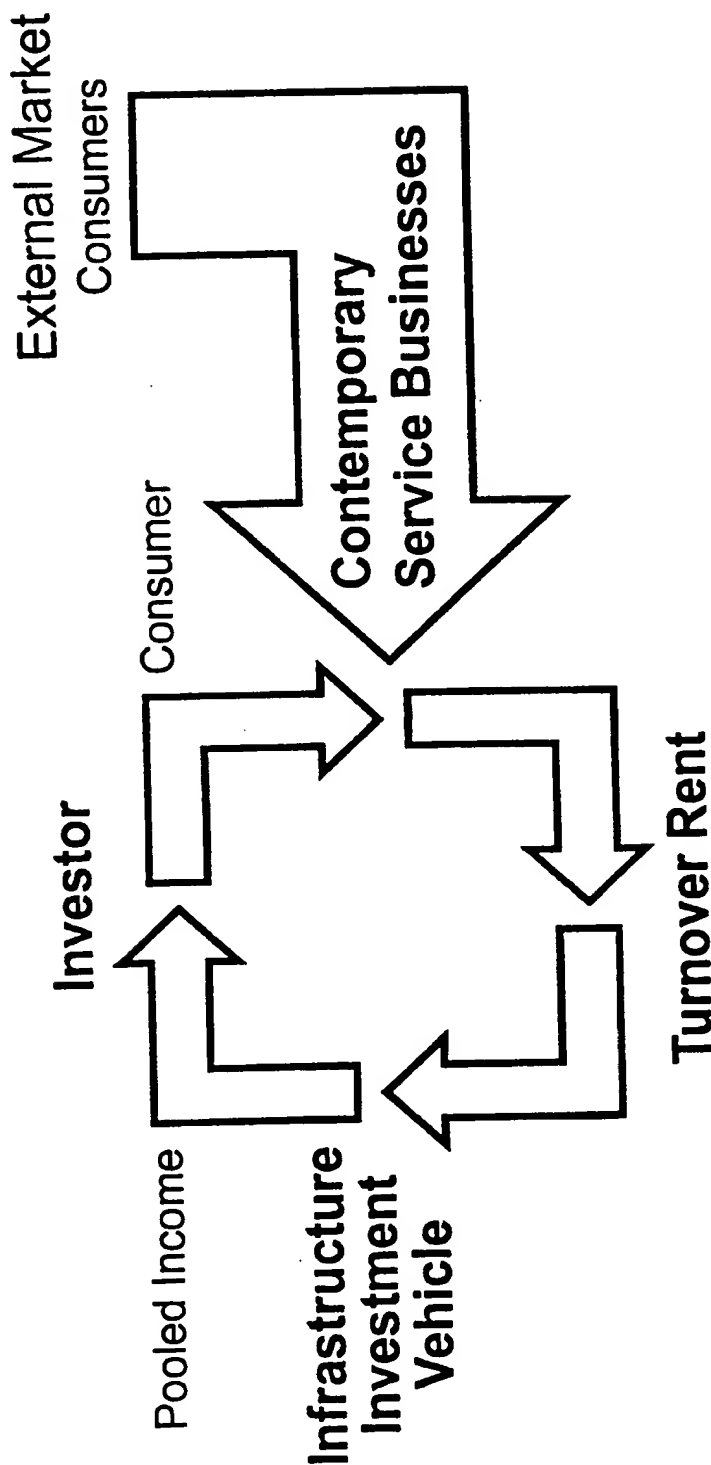 External Market
Consumers
Consumer
Investor
Pooled Income
Contemporary
Service Businesses
Infrastructure
Investment
Vehicle
Turnover Rent